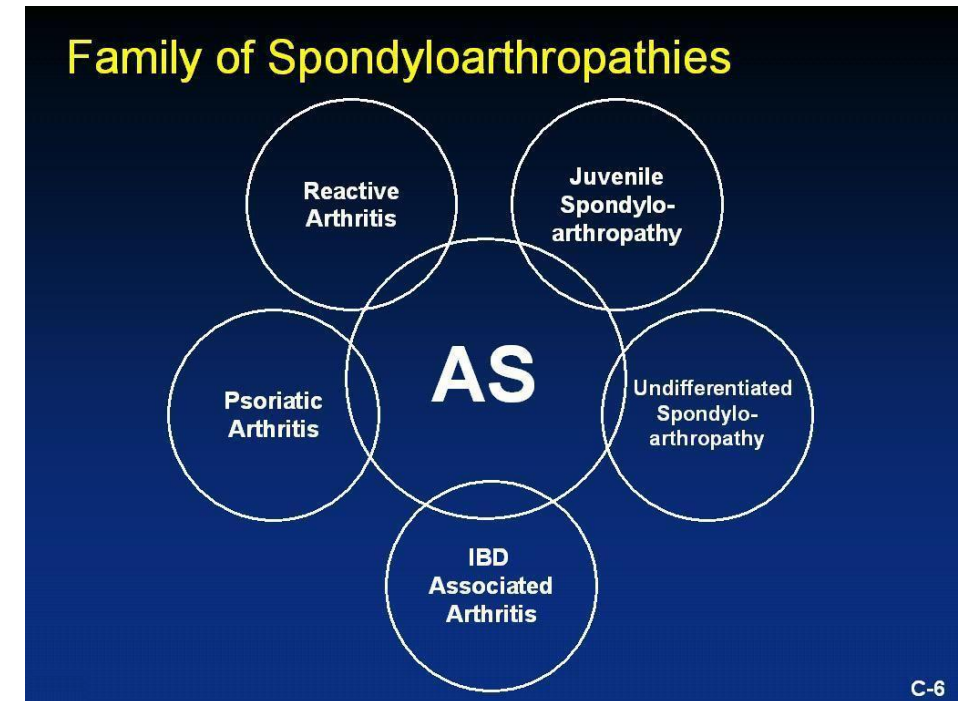 Family of Spondyloarthropathies
Reactive
Arthritis
Juvenile
Spondylo-
arthropathy
Psoriatic
Arthritis
AS
Undifferentiated
Spondylo-
arthropathy
IBD
Associated
Arthritis
C-6